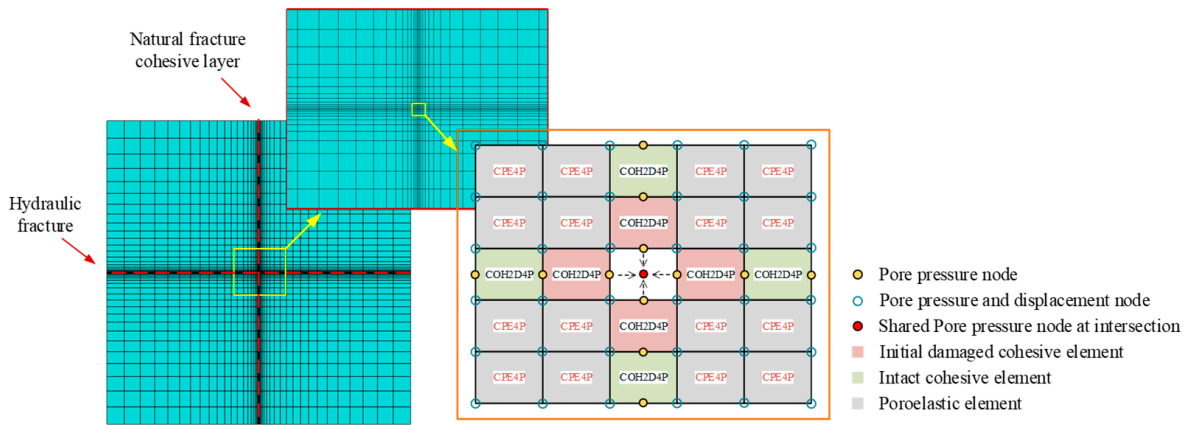 Natural fracture
cohesive layer
Hydraulic
fracture
CPE4P CPE4P COH2D4P CPE4P CPE4P
CPE4P CPE4P COH2D4P CPE4P CPE4P
COH2D4P COH2D4P COH2D4P COH2D4P
CPE4P CPE4P COH2D4P CPE4P CPE4P
CPE4P CPE4P COH2D4P CPE4P CPE4P
Pore pressure node
Pore pressure and displacement node
Shared Pore pressure node at intersection
Initial damaged cohesive element
Intact cohesive element
Poroelastic element